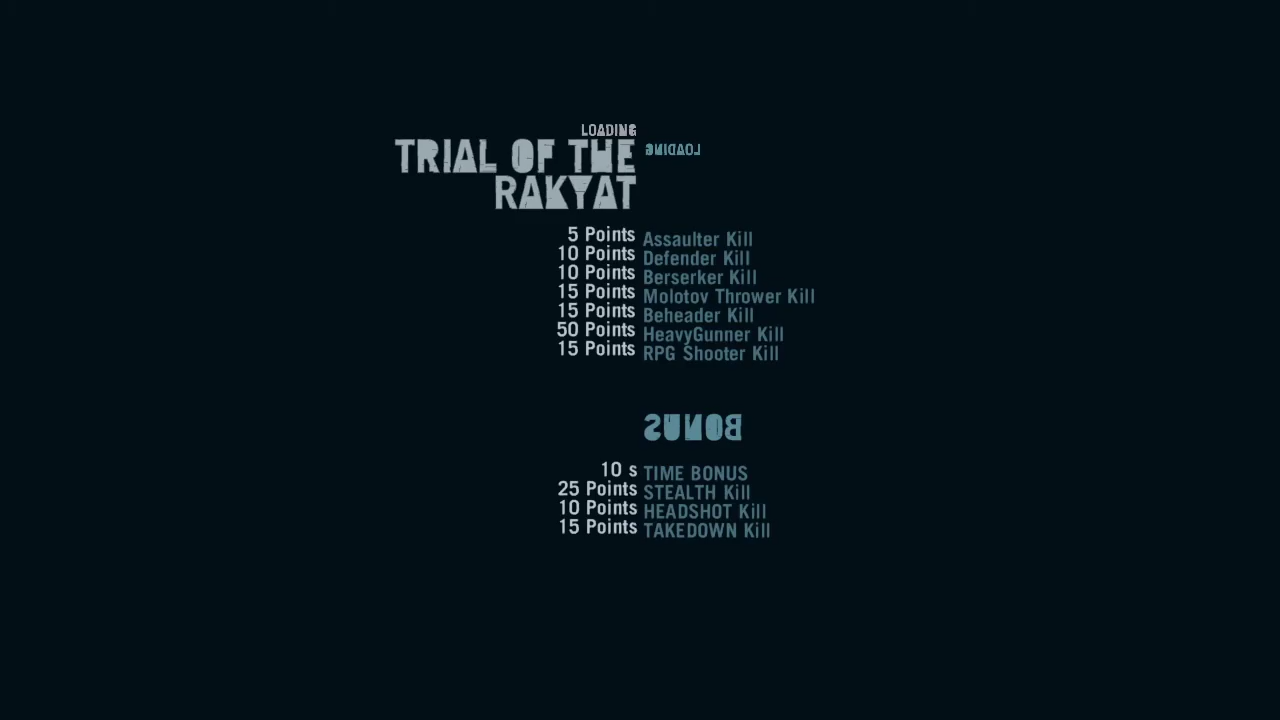 LOADING
TRIAL OF THE
LOADING
RAKYAT
5 Points Assaulter Kill
10 Points Defender Kill
10 Points Berserker Kill
15 Points Molotov Thrower Kill
15 Points Beheader Kill
50 Points HeavyGunner Kill
15 Points RPG Shooter Kill
BONUS
10 s TIME BONUS
25 Points STEALTH Kill
10 Points HEADSHOT Kill
15 Points TAKEDOWN Kill